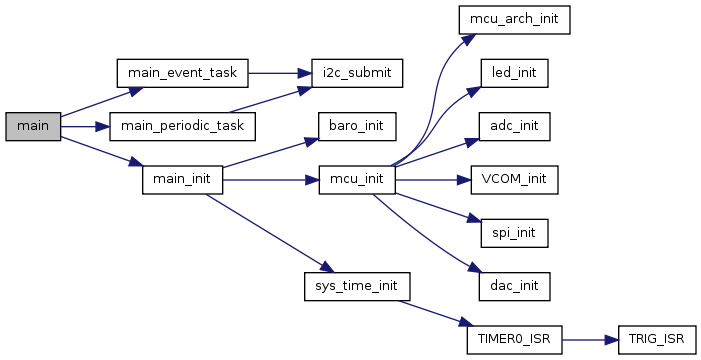 main
main_event_task
main_periodic_task
main_init
i2c_submit
baro_init
mcu_init
sys_time_init
mcu_arch_init
led_init
adc_init
VCOM_init
spi_init
dac_init
TIMER0_ISR
TRIG_ISR